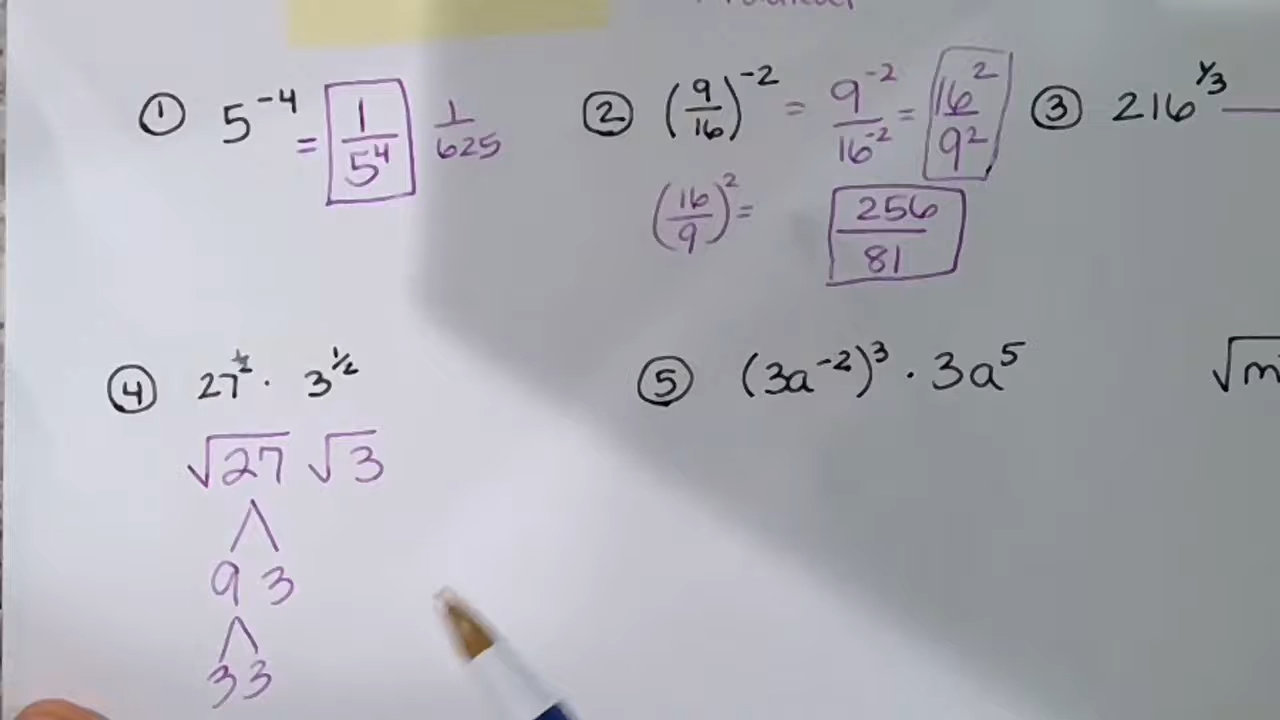 ① 5^-4 = 1/5^4 1/625
② (9/16)^-2 = 9^-2/16^-2 = 16^2/9^2
(16/9)^2 = 256/81
③ 216^1/3
④ 27^½ · 3^1/2
√27 √3
9 3
3 3
⑤ (3a^-2)^3 · 3a^5